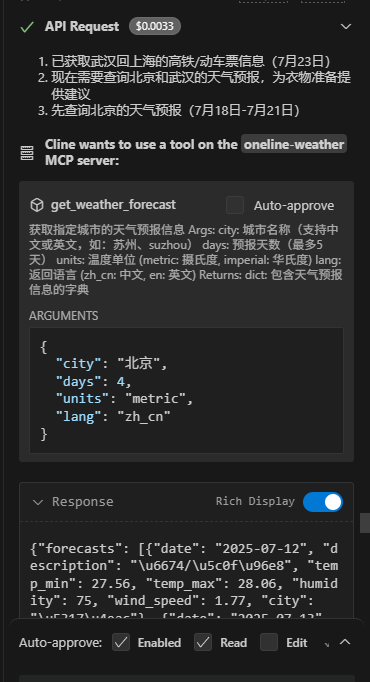 API Request $0.0033
1. 已获取武汉回上海的高铁/动车票信息（7月23日）
2. 现在需要查询北京和武汉的天气预报，为衣物准备提
供建议
3. 先查询北京的天气预报（7月18日-7月21日）
Cline wants to use a tool on the oneline-weather
MCP server:
get_weather_forecast Auto-approve
获取指定城市的天气预报信息 Args: city: 城市名称（支持中
文或英文，如：苏州、suzhou） days: 预报天数（最多5
天） units: 温度单位 (metric: 摄氏度, imperial: 华氏度) lang:
返回语言 (zh_cn: 中文, en: 英文) Returns: dict: 包含天气预报
信息的字典
ARGUMENTS
{
"city": "北京",
"days": 4,
"units": "metric",
"lang": "zh_cn"
}
Response Rich Display
{"forecasts": [{"date": "2025-07-12", "d
escription": "\u6674/\u5c0f\u96e8", "tem
p_min": 27.56, "temp_max": 28.06, "humid
ity": 75, "wind_speed": 1.77, "city":
Auto-approve: Enabled Read Edit